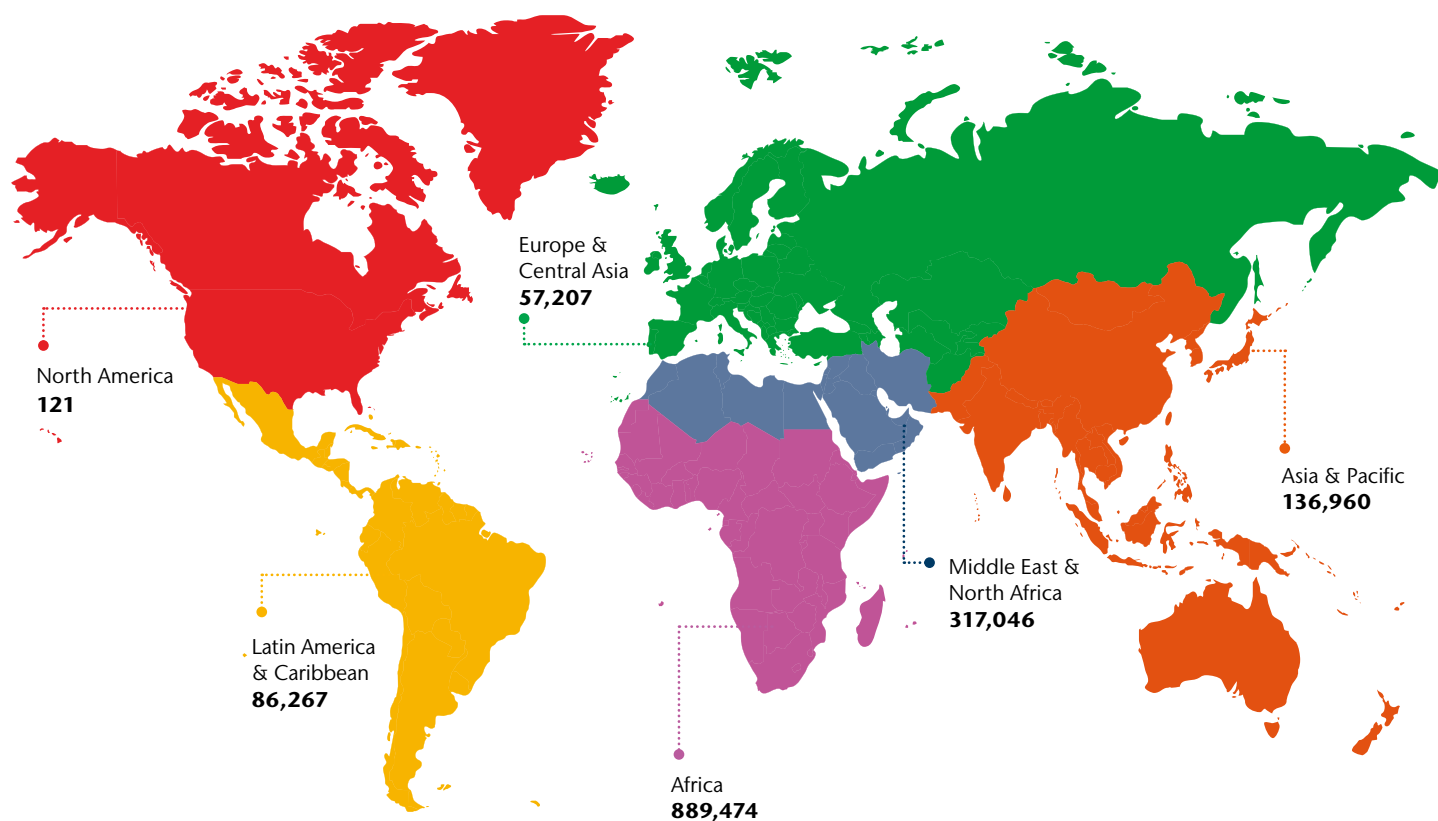 Europe &
Central Asia
57,207
North America
121
Asia & Pacific
136,960
Middle East &
North Africa
317,046
Latin America
& Caribbean
86,267
Africa
889,474